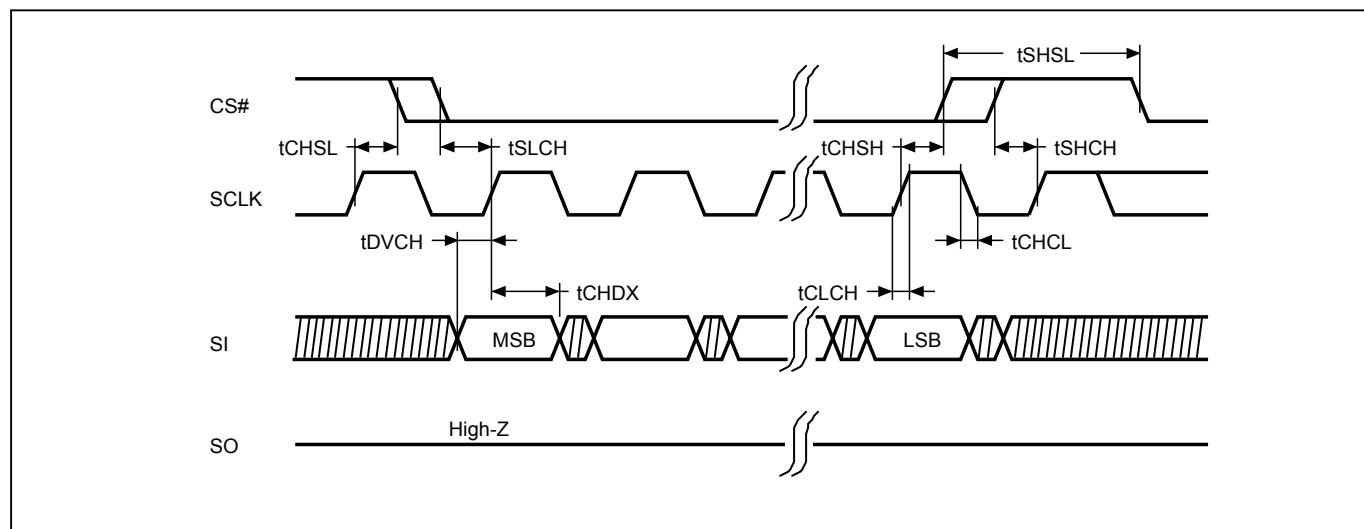 tSHSL
CS#
tCHSL
tSLCH
tCHSH
tSHCH
SCLK
tDVCH
tCHCL
tCHDX
tCLCH
SI
MSB
LSB
High-Z
SO